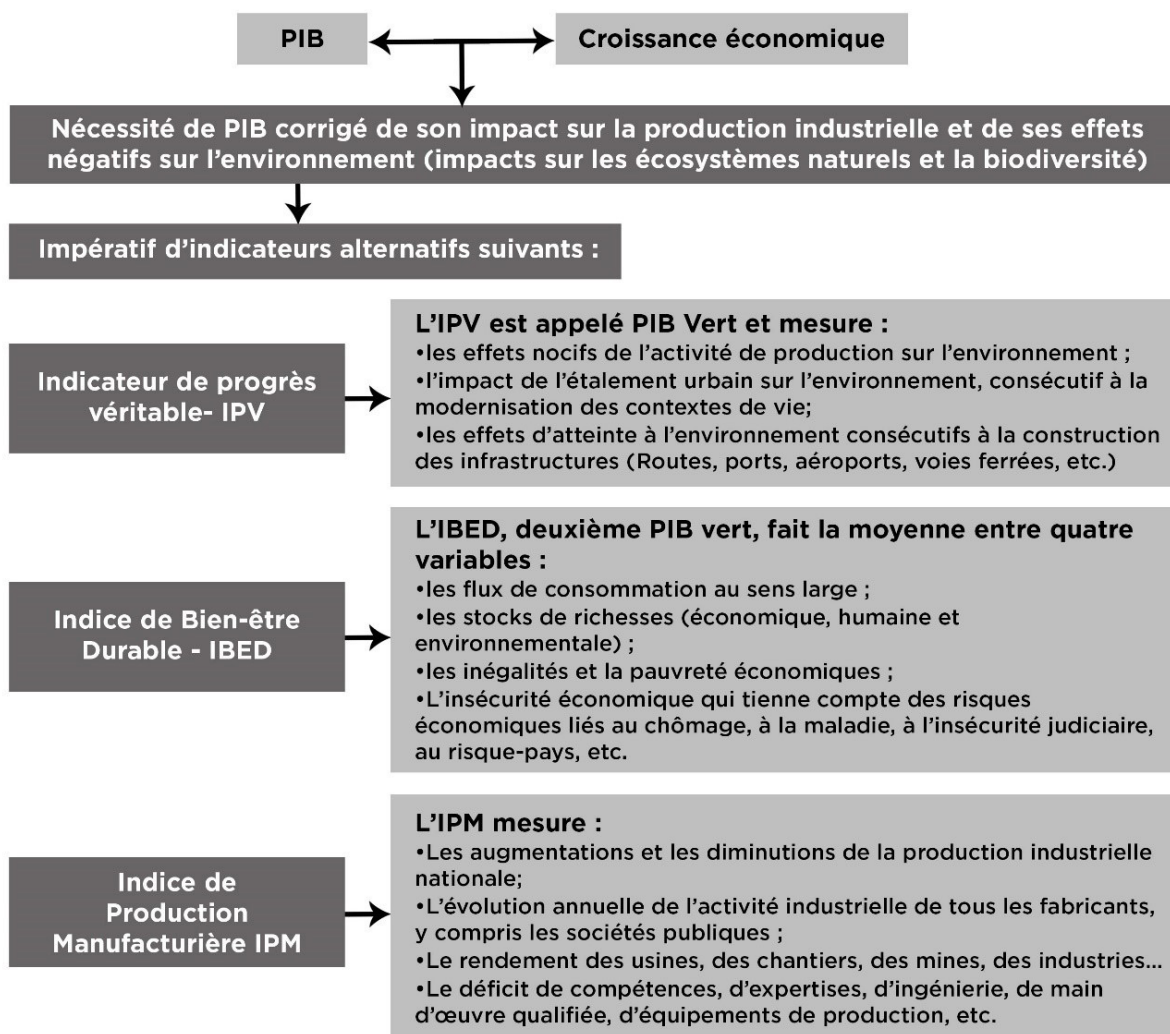 PIB
Croissance économique
Nécessité de PIB corrigé de son impact sur la production industrielle et de ses effets
négatifs sur l'environnement (impacts sur les écosystèmes naturels et la biodiversité)
Impératif d'indicateurs alternatifs suivants :
Indicateur de progrès
véritable- IPV
L'IPV est appelé PIB Vert et mesure :
•les effets nocifs de l'activité de production sur l'environnement ;
•l'impact de l'étalement urbain sur l'environnement, consécutif à la
modernisation des contextes de vie;
•les effets d'atteinte à l'environnement consécutifs à la construction
des infrastructures (Routes, ports, aéroports, voies ferrées, etc.)
Indice de Bien-être
Durable - IBED
L'IBED, deuxième PIB vert, fait la moyenne entre quatre
variables :
•les flux de consommation au sens large ;
•les stocks de richesses (économique, humaine et
environnementale) ;
•les inégalités et la pauvreté économiques ;
•L'insécurité économique qui tienne compte des risques
économiques liés au chômage, à la maladie, à l'insécurité judiciaire,
au risque-pays, etc.
Indice de
Production
Manufacturière IPM
L'IPM mesure :
•Les augmentations et les diminutions de la production industrielle
nationale;
•L'évolution annuelle de l'activité industrielle de tous les fabricants,
y compris les sociétés publiques ;
•Le rendement des usines, des chantiers, des mines, des industries...
•Le déficit de compétences, d'expertises, d'ingénierie, de main
d'œuvre qualifiée, d'équipements de production, etc.